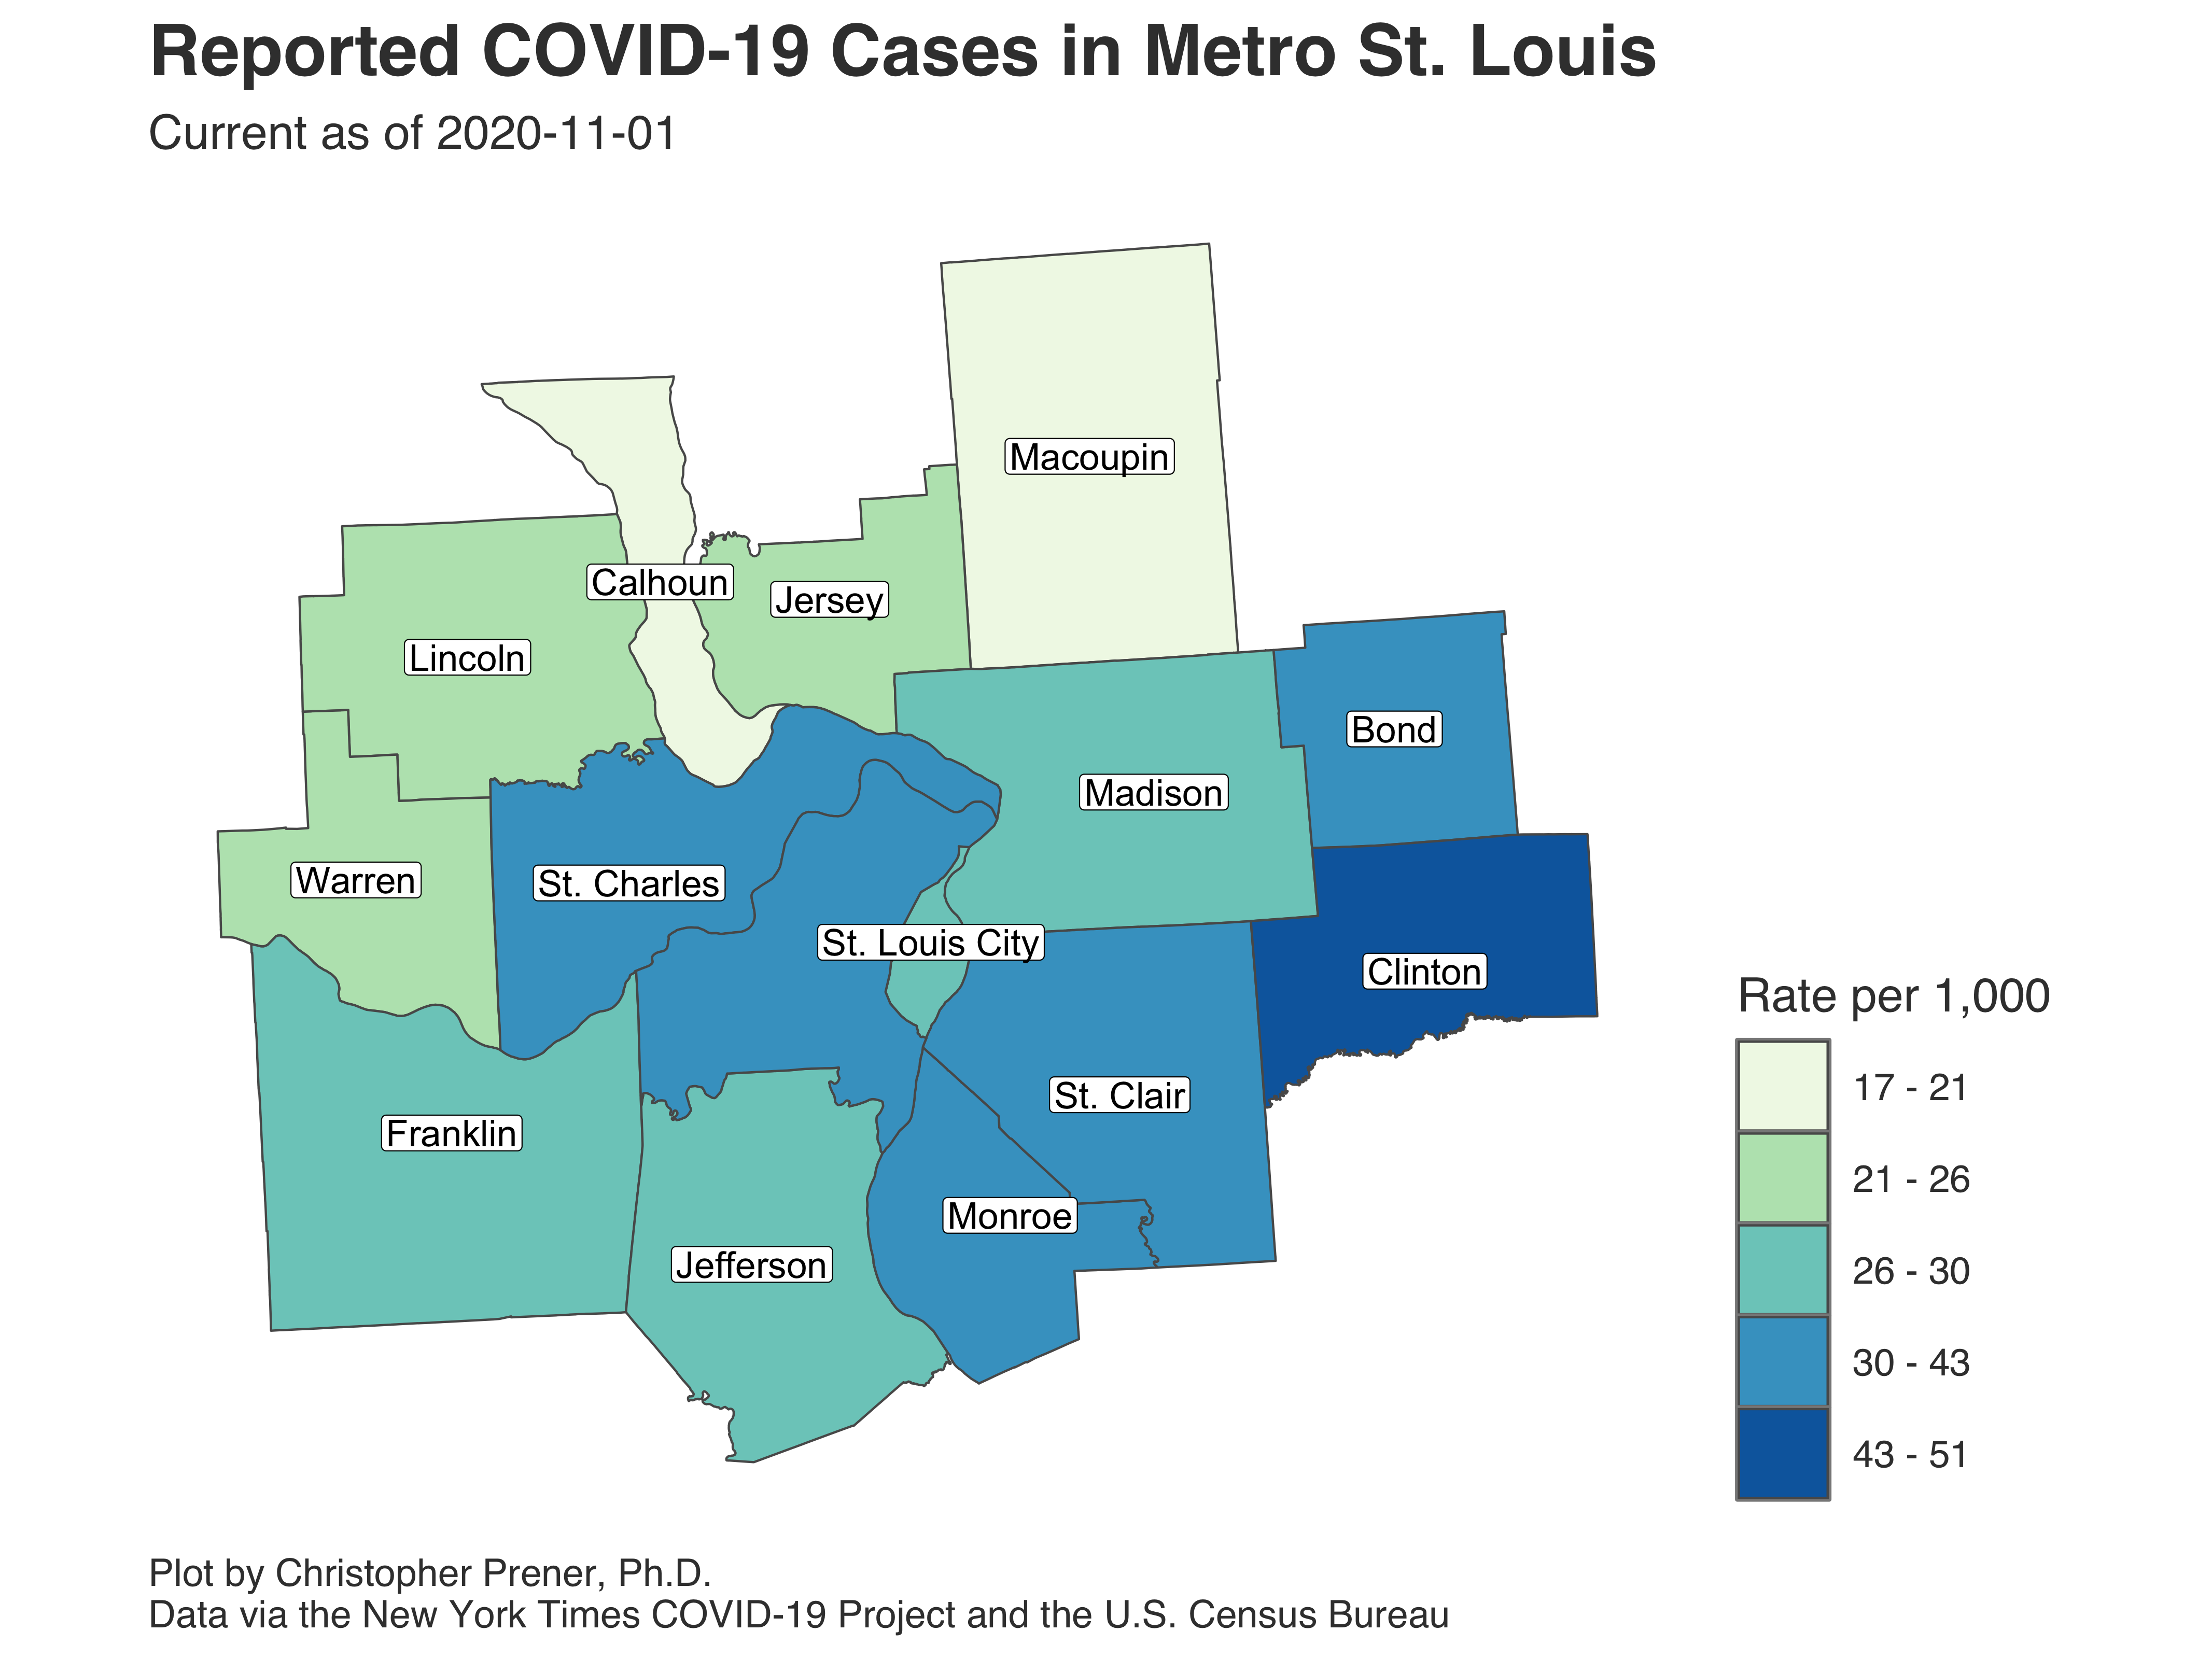 Reported COVID-19 Cases in Metro St. Louis
Current as of 2020-11-01
Macoupin
Calhoun
Jersey
Lincoln
Bond
Madison
Warren
St. Charles
St. Louis City
Clinton
St. Clair
Franklin
Monroe
Jefferson
Rate per 1,000
17 - 21
21 - 26
26 - 30
30 - 43
43 - 51
Plot by Christopher Prener, Ph.D.
Data via the New York Times COVID-19 Project and the U.S. Census Bureau